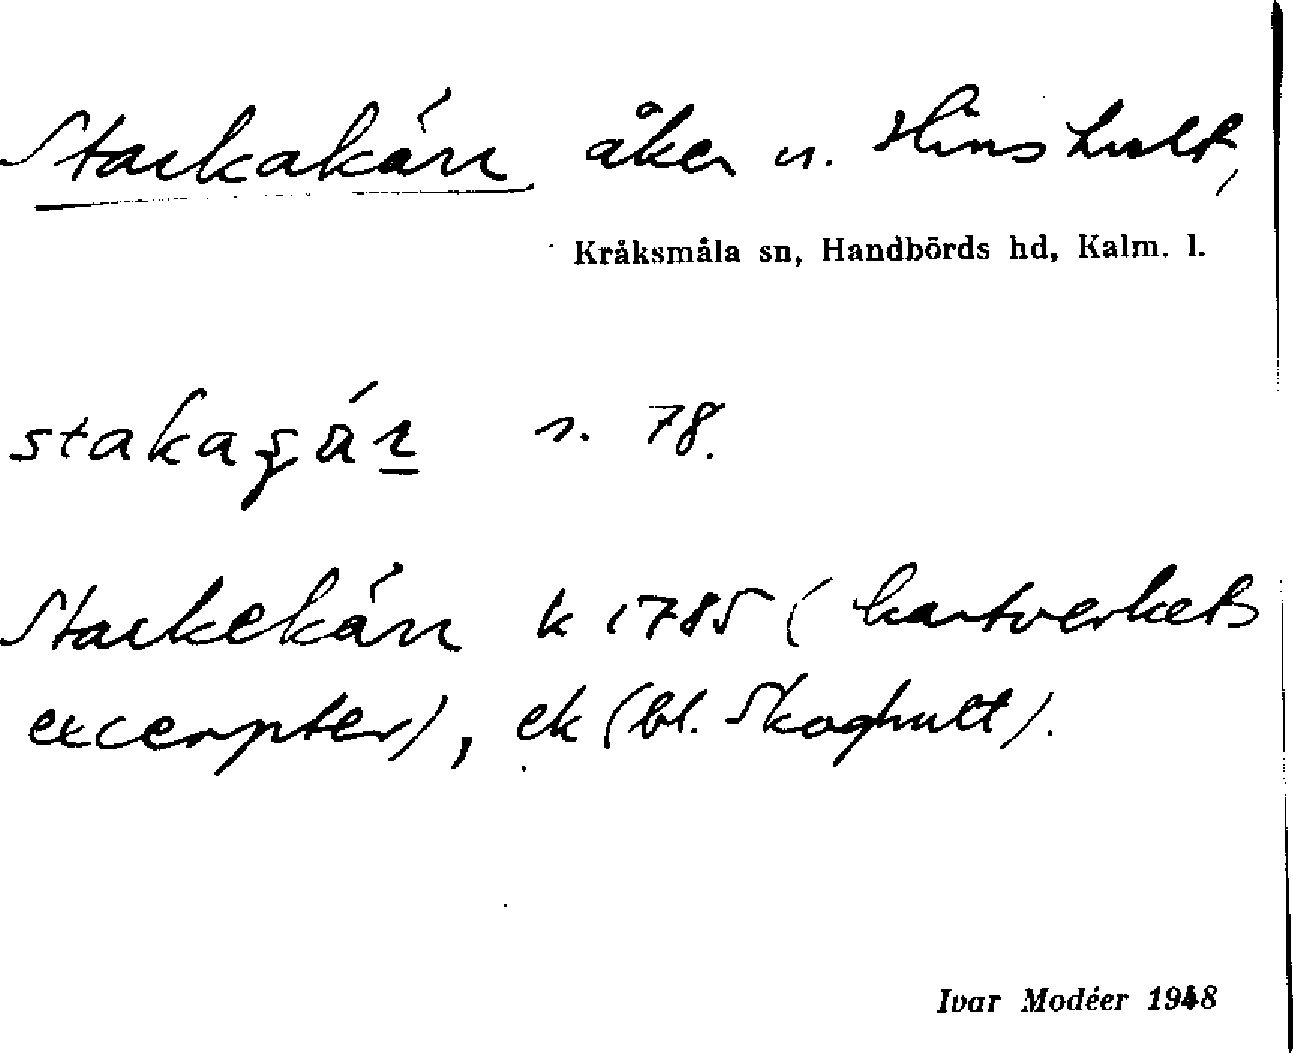 Starkakärr åker u. Hinshult,
Kråksmåla sn, Handbörds hd, Kalm. l.
s. 78.
Starkekärr k 1785 (kartverkets
excerpter), ek (bl. Skoghult).
Ivar Modéer 1948